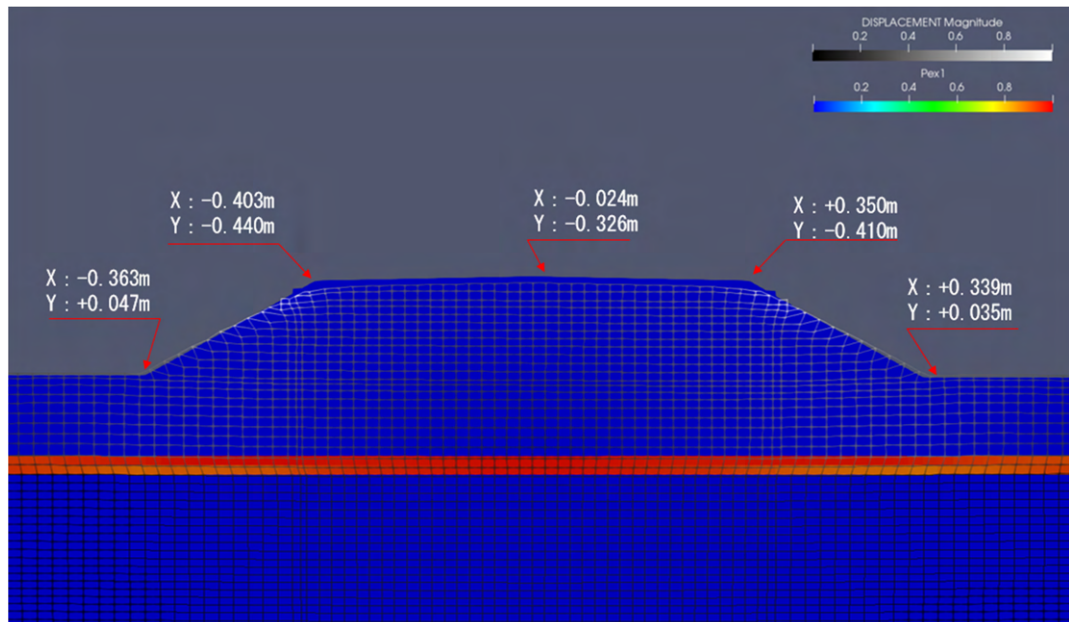 DISPLACEMENT Magnitude
0.2 0.4 0.6 0.8
Pex1
0.2 0.4 0.6 0.8
X：-0.403m
Y：-0.440m
X：-0.024m
Y：-0.326m
X：+0.350m
Y：-0.410m
X：-0.363m
Y：+0.047m
X：+0.339m
Y：+0.035m